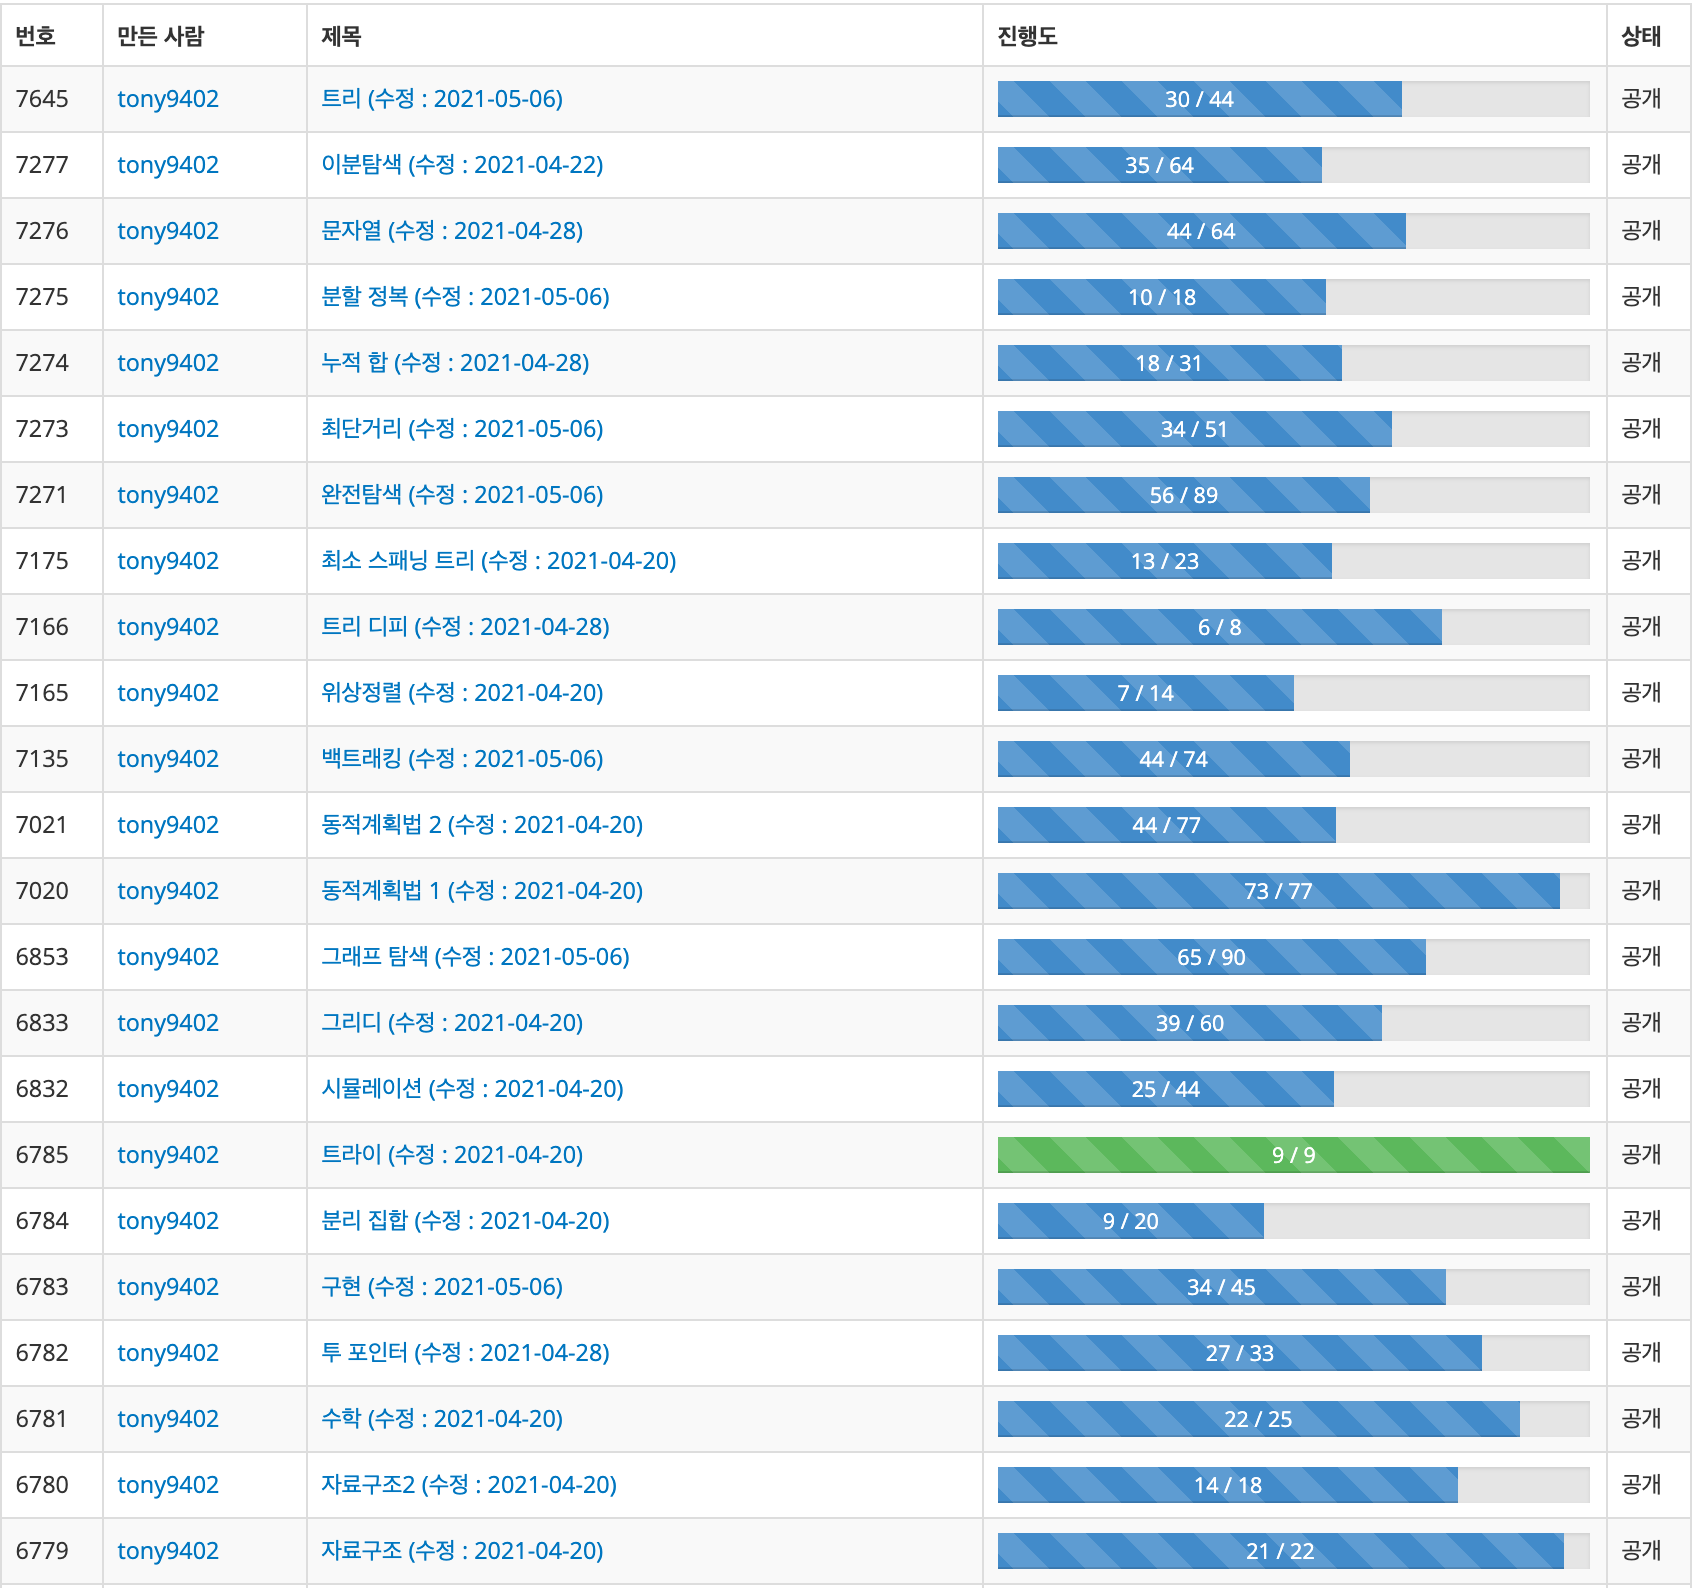 번호 만든 사람 제목 진행도 상태
7645 tony9402 트리 (수정 : 2021-05-06) 30 / 44 공개
7277 tony9402 이분탐색 (수정 : 2021-04-22) 35 / 64 공개
7276 tony9402 문자열 (수정 : 2021-04-28) 44 / 64 공개
7275 tony9402 분할 정복 (수정 : 2021-05-06) 10 / 18 공개
7274 tony9402 누적 합 (수정 : 2021-04-28) 18 / 31 공개
7273 tony9402 최단거리 (수정 : 2021-05-06) 34 / 51 공개
7271 tony9402 완전탐색 (수정 : 2021-05-06) 56 / 89 공개
7175 tony9402 최소 스패닝 트리 (수정 : 2021-04-20) 13 / 23 공개
7166 tony9402 트리 디피 (수정 : 2021-04-28) 6 / 8 공개
7165 tony9402 위상정렬 (수정 : 2021-04-20) 7 / 14 공개
7135 tony9402 백트래킹 (수정 : 2021-05-06) 44 / 74 공개
7021 tony9402 동적계획법 2 (수정 : 2021-04-20) 44 / 77 공개
7020 tony9402 동적계획법 1 (수정 : 2021-04-20) 73 / 77 공개
6853 tony9402 그래프 탐색 (수정 : 2021-05-06) 65 / 90 공개
6833 tony9402 그리디 (수정 : 2021-04-20) 39 / 60 공개
6832 tony9402 시뮬레이션 (수정 : 2021-04-20) 25 / 44 공개
6785 tony9402 트라이 (수정 : 2021-04-20) 9 / 9 공개
6784 tony9402 분리 집합 (수정 : 2021-04-20) 9 / 20 공개
6783 tony9402 구현 (수정 : 2021-05-06) 34 / 45 공개
6782 tony9402 투 포인터 (수정 : 2021-04-28) 27 / 33 공개
6781 tony9402 수학 (수정 : 2021-04-20) 22 / 25 공개
6780 tony9402 자료구조2 (수정 : 2021-04-20) 14 / 18 공개
6779 tony9402 자료구조 (수정 : 2021-04-20) 21 / 22 공개